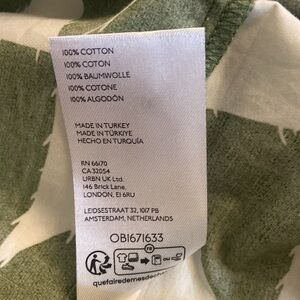 100% COTTON
100% COTON
100% BAUMWOLLE
100% COTONE
100% ALGODÓN
MADE IN TURKEY
MADE IN TÜRKIYE
HECHO EN TURQUÍA
RN 66170
CA 32054
URBN UK Ltd.
146 Brick Lane.
LONDON, E1 6RU
LEIDSESTRAAT 32, 1017 PB
AMSTERDAM, NETHERLANDS
OB1671633
FR
OU
quefairedemesdechets